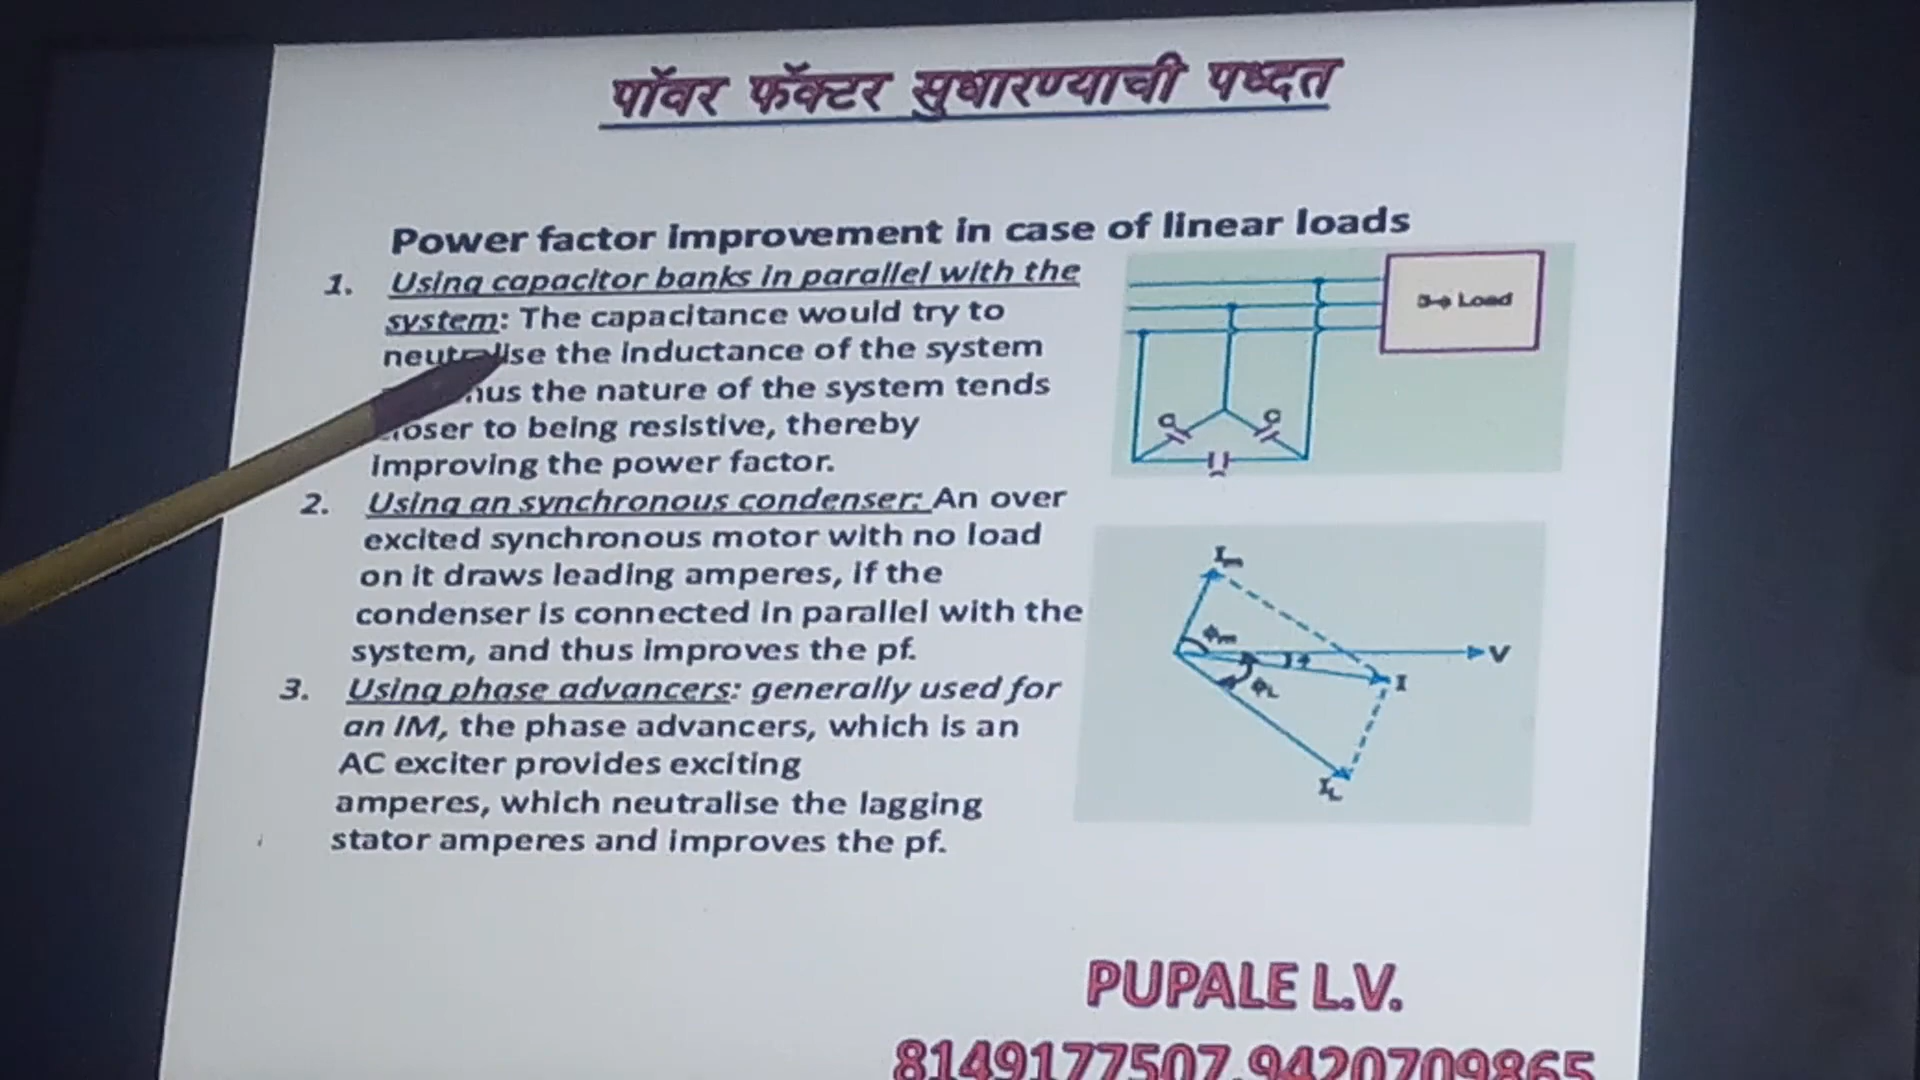 पॉवर फॅक्टर सुधारण्याची पध्दत
Power factor improvement in case of linear loads
1. Using capacitor banks in parallel with the
system: The capacitance would try to
neutralise the inductance of the system
the nature of the system tends
to being resistive, thereby
improving the power factor.
2. Using an synchronous condenser: An over
excited synchronous motor with no load
on it draws leading amperes, if the
condenser is connected in parallel with the
system, and thus improves the pf.
3. Using phase advancers: generally used for
an IM, the phase advancers, which is an
AC exciter provides exciting
amperes, which neutralise the lagging
stator amperes and improves the pf.
3-ϕ Load
C C
C
Im
ϕm
V
ϕ
I
ϕL
IL
PUPALE L.V.
8149177507,9420709865